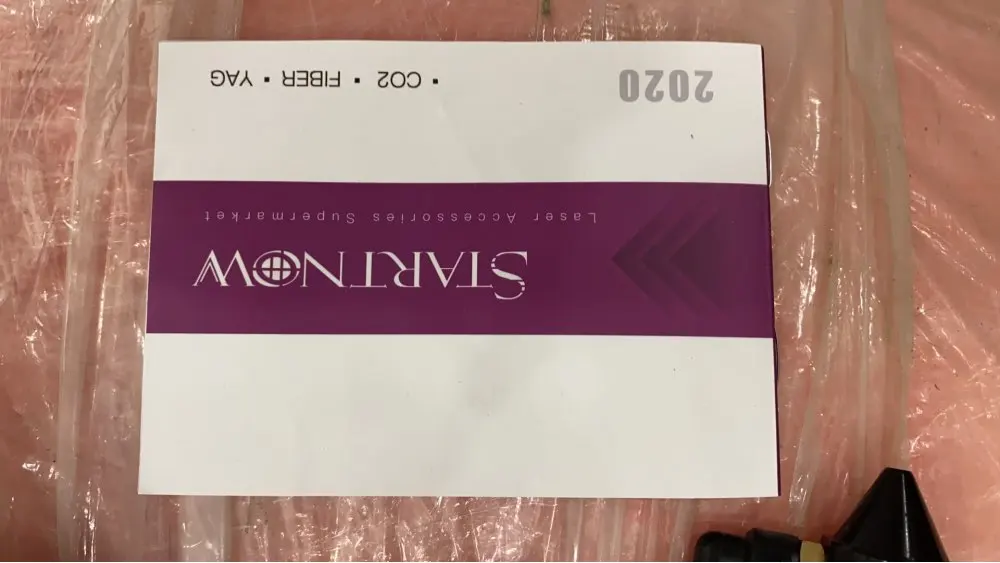 STARTNOW
Laser Accessories Supermarket
2020
▪ CO2 ▪ FIBER ▪ YAG